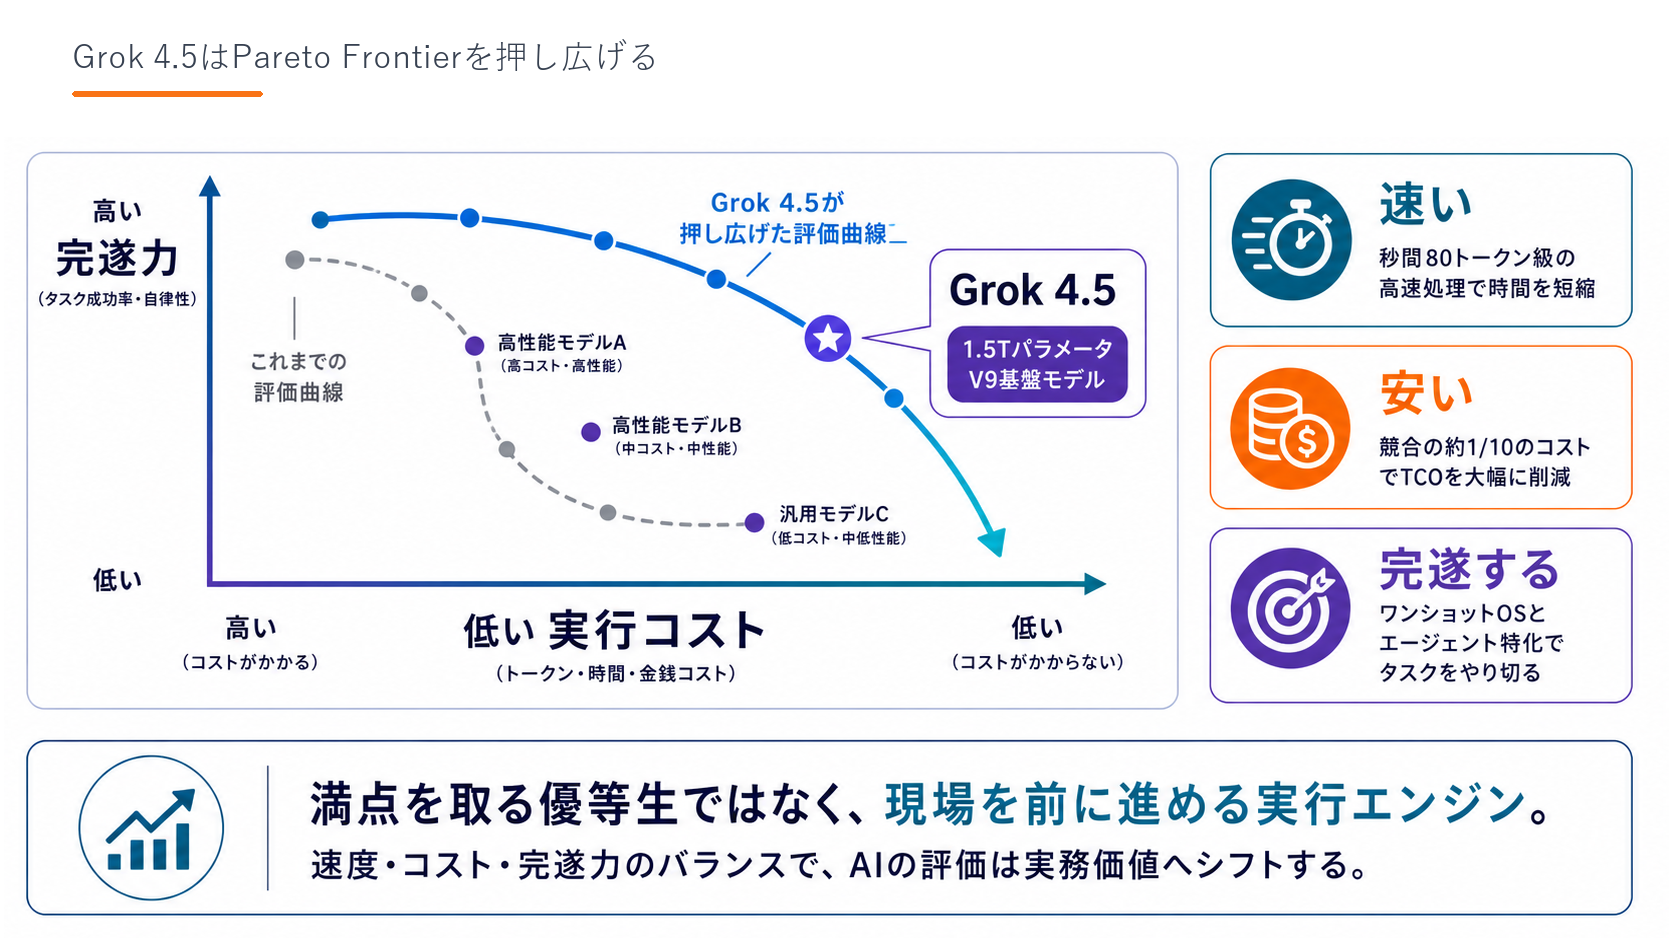 Grok 4.5はPareto Frontierを押し広げる
高い
完遂力
(タスク成功率・自律性)
低い
これまでの
評価曲線
Grok 4.5が
押し広げた評価曲線
高性能モデルA
(高コスト・高性能)
高性能モデルB
(中コスト・中性能)
汎用モデルC
(低コスト・中低性能)
Grok 4.5
1.5Tパラメータ
V9基盤モデル
高い
(コストがかかる)
低い 実行コスト
(トークン・時間・金銭コスト)
低い
(コストがかからない)
速い
秒間80トークン級の
高速処理で時間を短縮
安い
競合の約1/10のコスト
でTCOを大幅に削減
完遂する
ワンショットOSと
エージェント特化で
タスクをやり切る
満点を取る優等生ではなく、現場を前に進める実行エンジン。
速度・コスト・完遂力のバランスで、AIの評価は実務価値へシフトする。